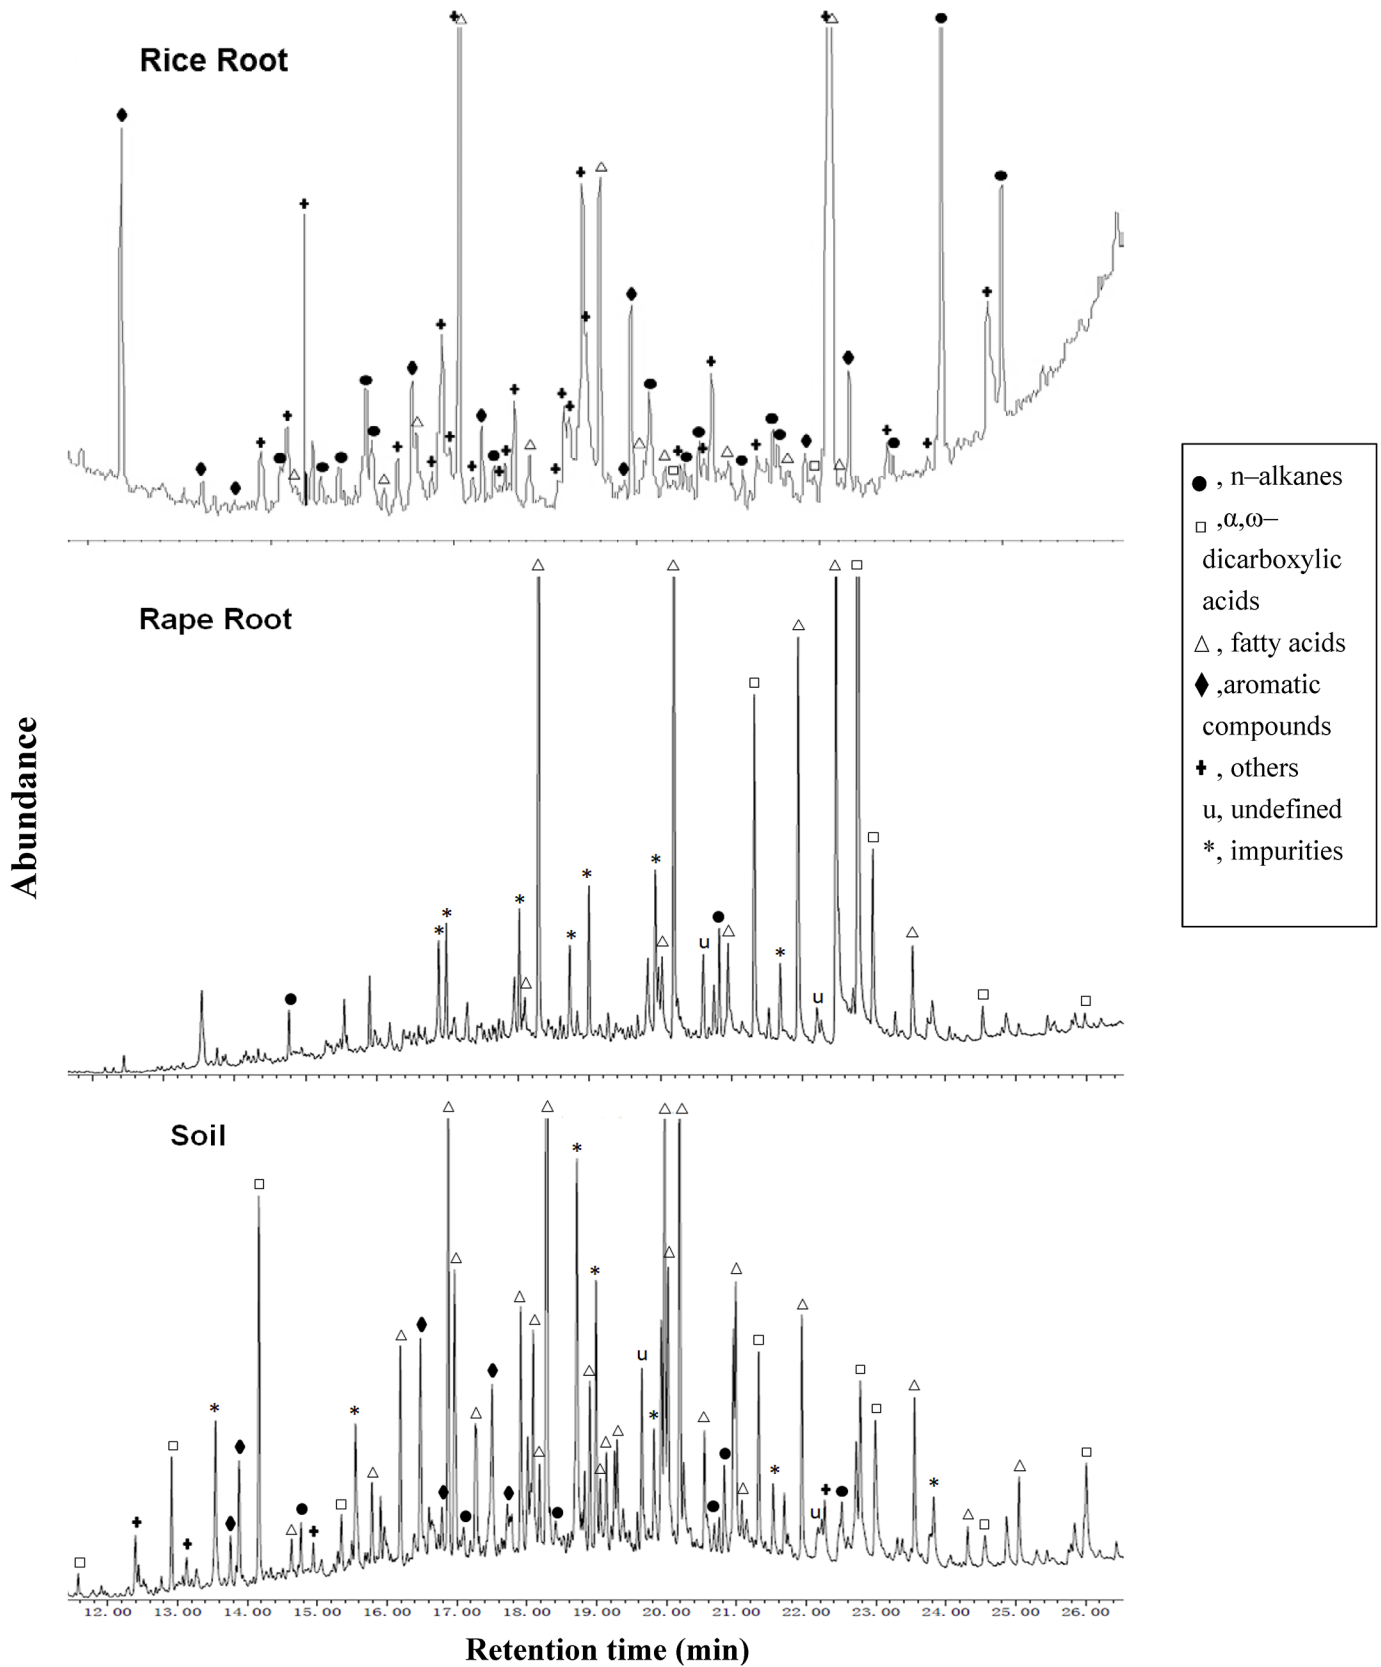 Rice Root
Rape Root
Soil
Abundance
, n–alkanes
,α,ω–
dicarboxylic
acids
, fatty acids
,aromatic
compounds
, others
u, undefined
*, impurities
*
*
*
*
*
*
u
*
u
*
*
*
*
u
*
*
u
*
12.00 13.00 14.00 15.00 16.00 17.00 18.00 19.00 20.00 21.00 22.00 23.00 24.00 25.00 26.00
Retention time (min)